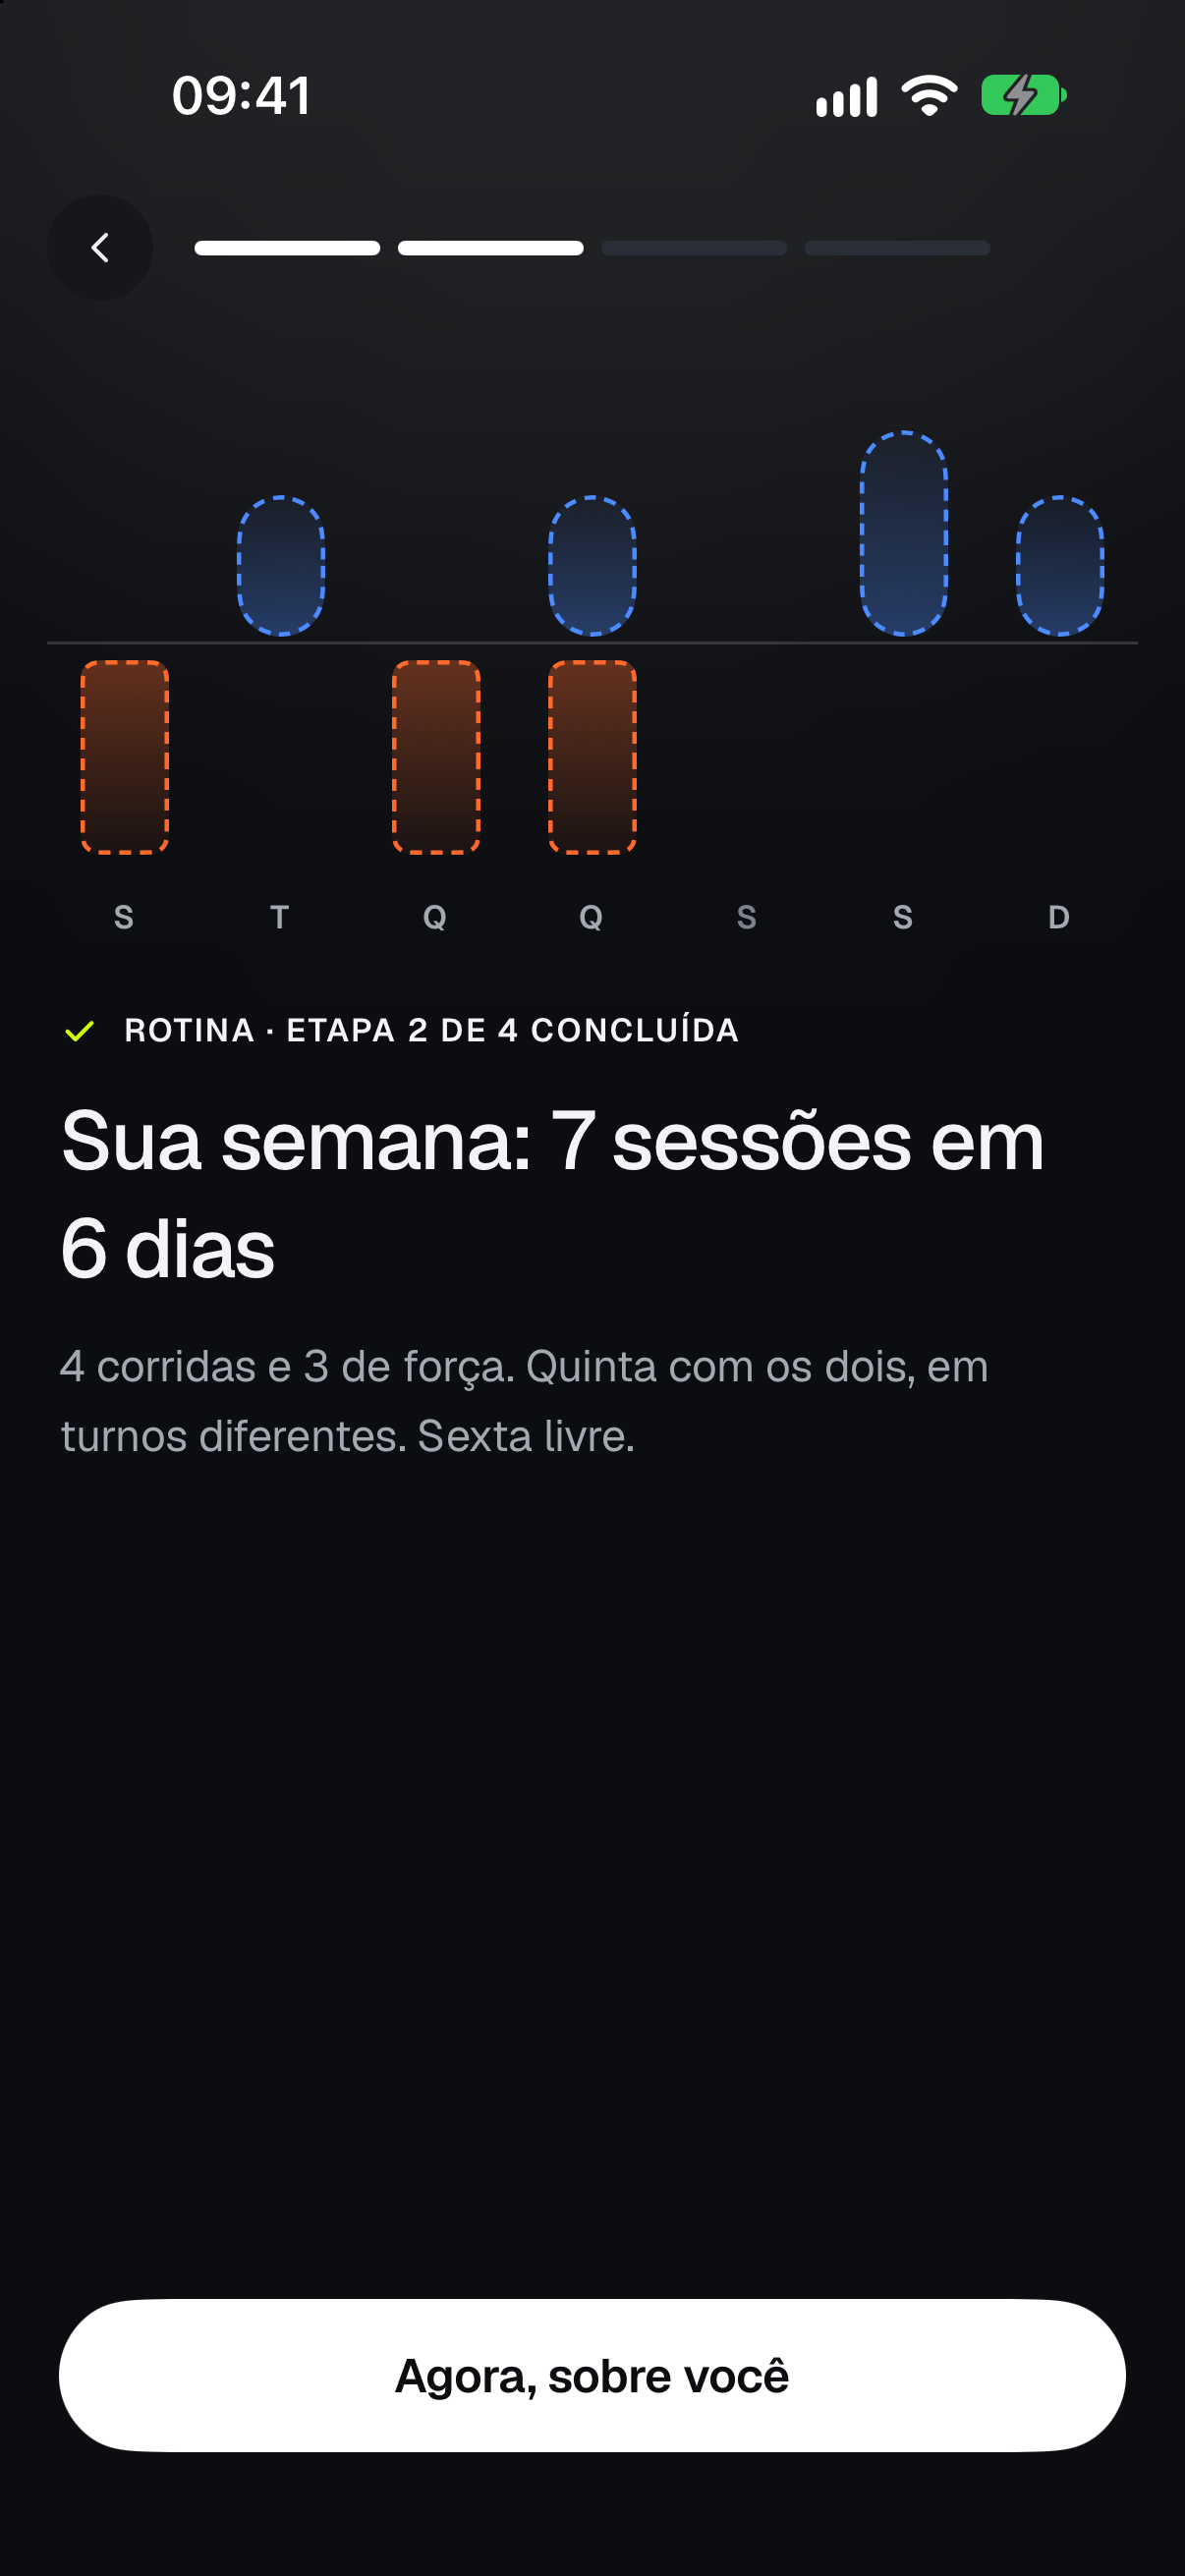 09:41
S T Q Q S S D
ROTINA · ETAPA 2 DE 4 CONCLUÍDA
Sua semana: 7 sessões em
6 dias
4 corridas e 3 de força. Quinta com os dois, em
turnos diferentes. Sexta livre.
Agora, sobre você